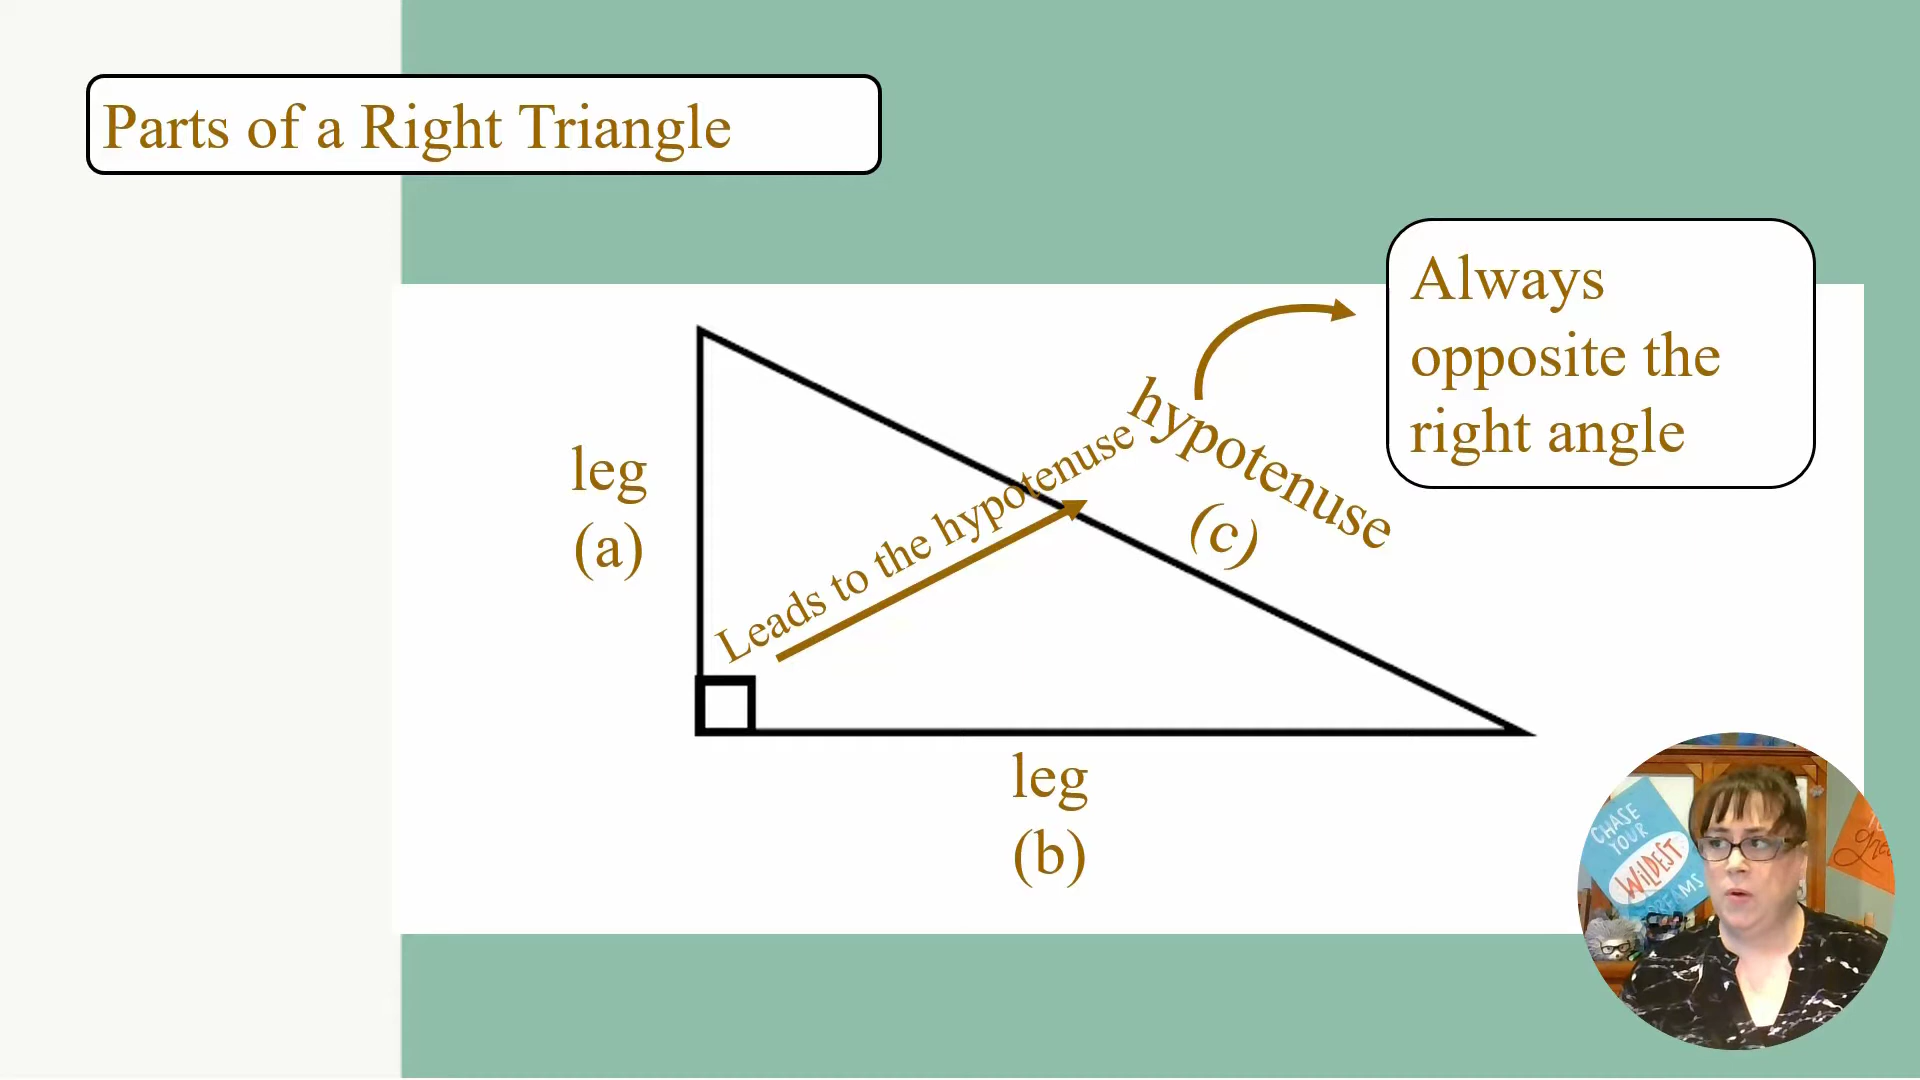 Parts of a Right Triangle
Always
opposite the
right angle
hypotenuse
(c)
Leads to the hypotenuse
leg
(a)
leg
(b)
CHASE
YOUR
WILDEST
DREAMS